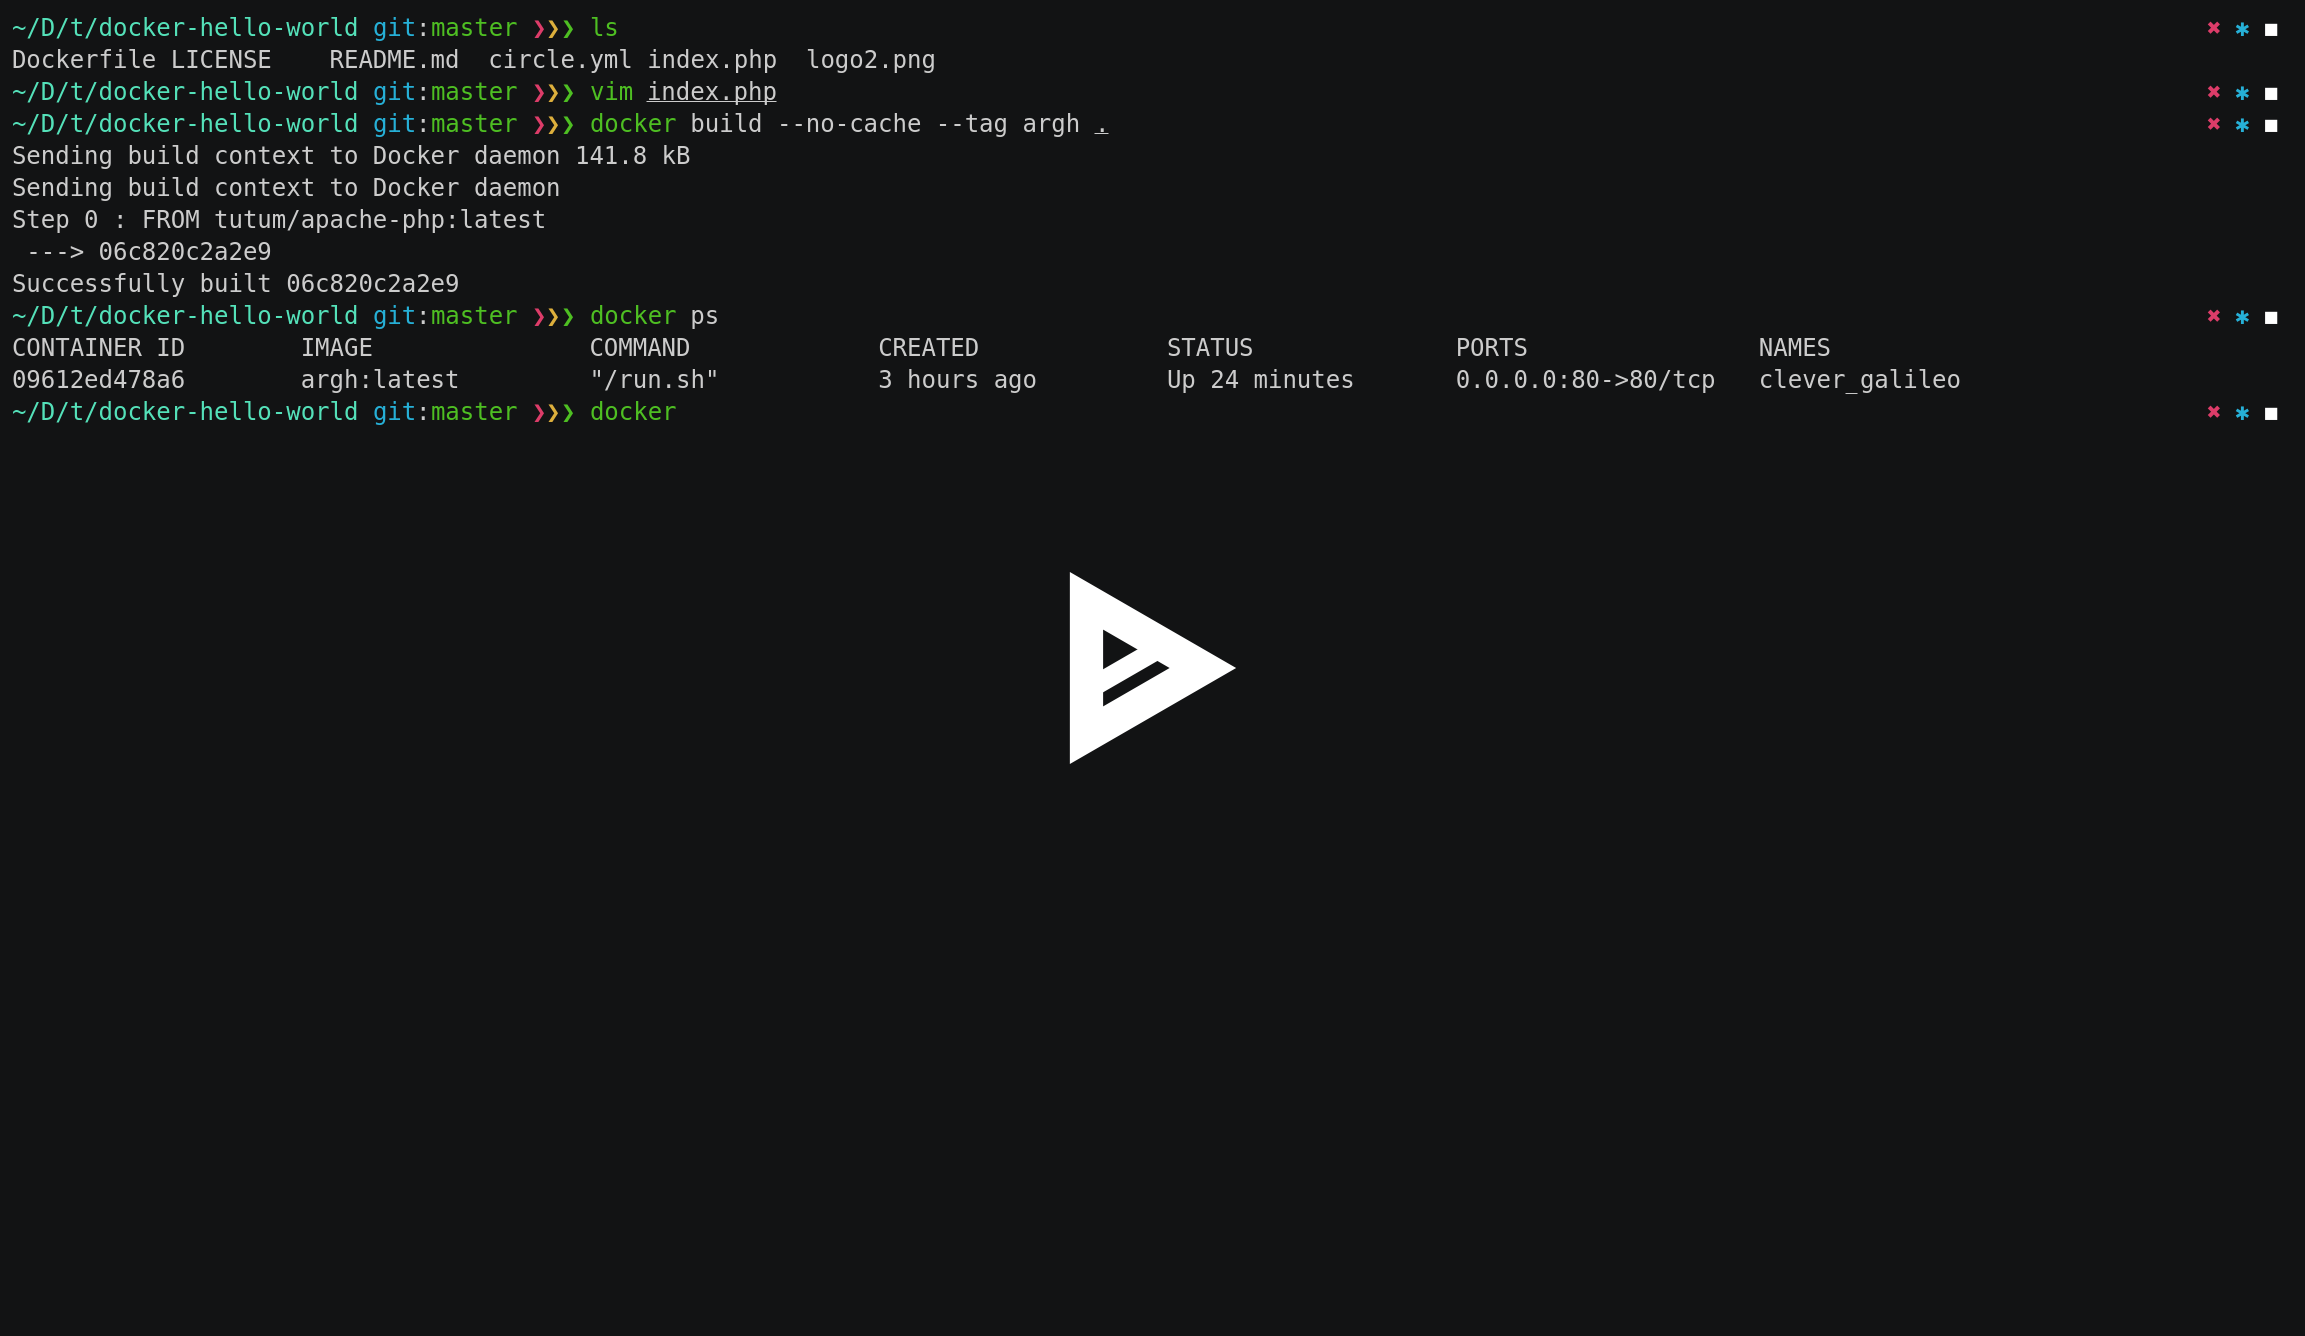 ~/D/t/docker-hello-world git:master ❯❯❯ ls ✖ ✱ ◼
Dockerfile LICENSE    README.md  circle.yml index.php  logo2.png
~/D/t/docker-hello-world git:master ❯❯❯ vim index.php ✖ ✱ ◼
~/D/t/docker-hello-world git:master ❯❯❯ docker build --no-cache --tag argh . ✖ ✱ ◼
Sending build context to Docker daemon 141.8 kB
Sending build context to Docker daemon
Step 0 : FROM tutum/apache-php:latest
 ---> 06c820c2a2e9
Successfully built 06c820c2a2e9
~/D/t/docker-hello-world git:master ❯❯❯ docker ps ✖ ✱ ◼
CONTAINER ID        IMAGE               COMMAND             CREATED             STATUS              PORTS                NAMES
09612ed478a6        argh:latest         "/run.sh"           3 hours ago         Up 24 minutes       0.0.0.0:80->80/tcp   clever_galileo
~/D/t/docker-hello-world git:master ❯❯❯ docker ✖ ✱ ◼